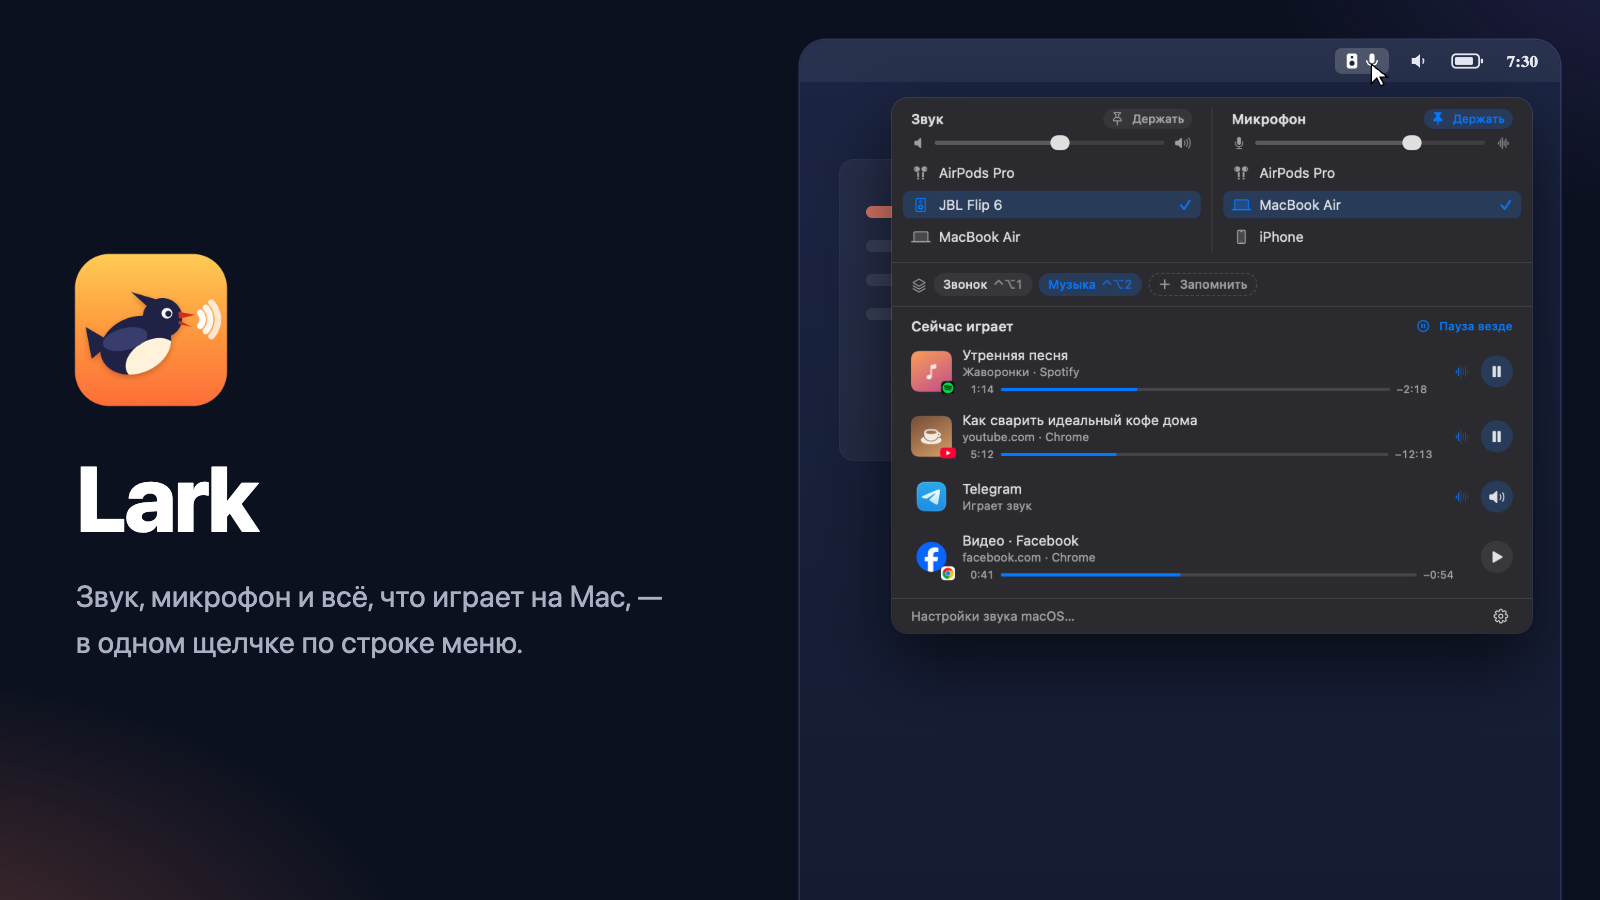 Lark
Звук, микрофон и всё, что играет на Mac, —
в одном щелчке по строке меню.
7:30
Звук
Держать
AirPods Pro
JBL Flip 6
MacBook Air
Микрофон
Держать
AirPods Pro
MacBook Air
iPhone
Звонок ⌃⌥1
Музыка ⌃⌥2
+ Запомнить
Сейчас играет
Пауза везде
Утренняя песня
Жаворонки · Spotify
1:14
−2:18
Как сварить идеальный кофе дома
youtube.com · Chrome
5:12
−12:13
Telegram
Играет звук
Видео · Facebook
facebook.com · Chrome
0:41
−0:54
Настройки звука macOS...